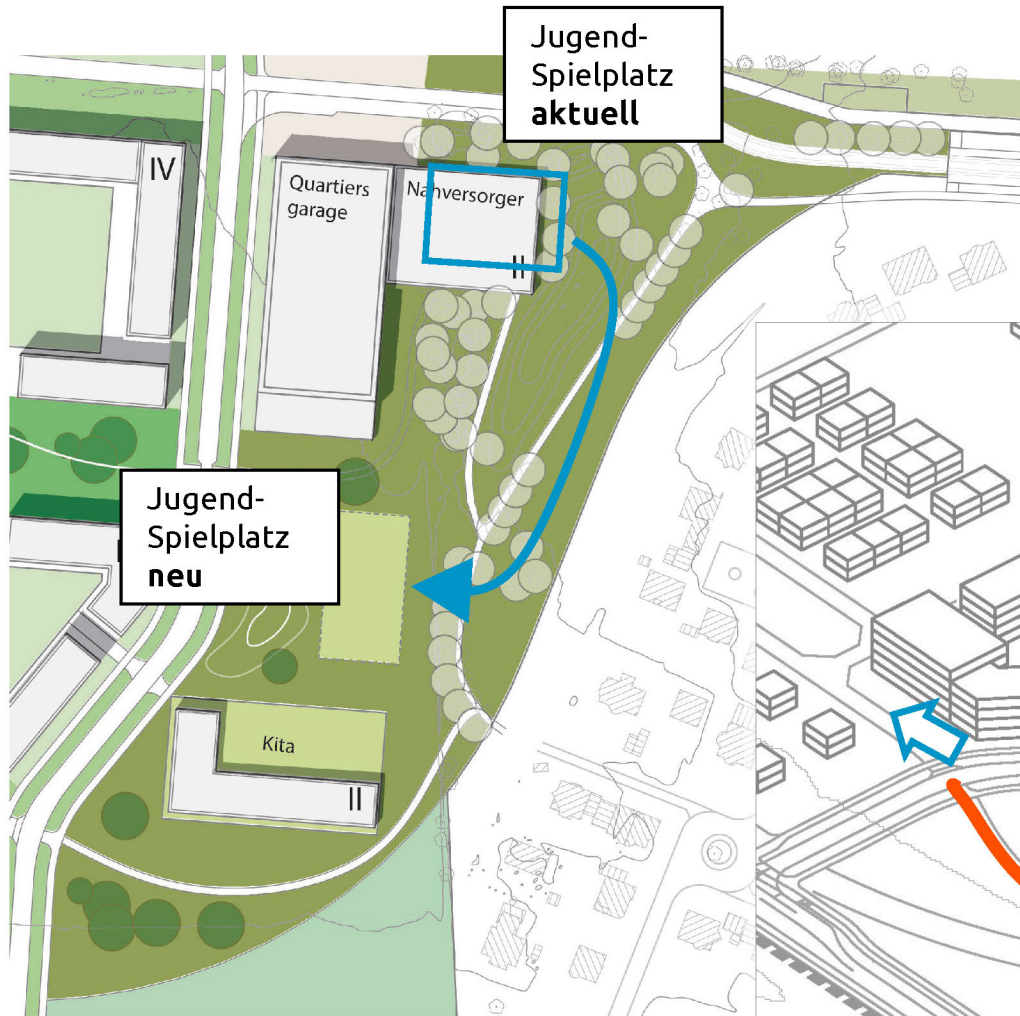 Jugend-
Spielplatz
aktuell
IV
Quartiers
garage
Nahversorger
II
Jugend-
Spielplatz
neu
Kita
II